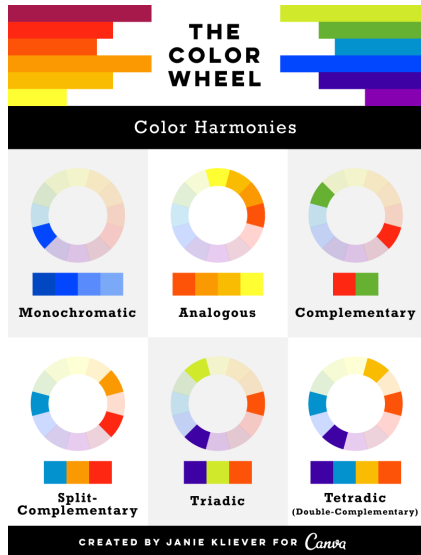 THE
COLOR
WHEEL
Color Harmonies
Monochromatic
Analogous
Complementary
Split-
Complementary
Triadic
Tetradic
(Double-Complementary)
CREATED BY JANIE KLIEVER FOR Canva